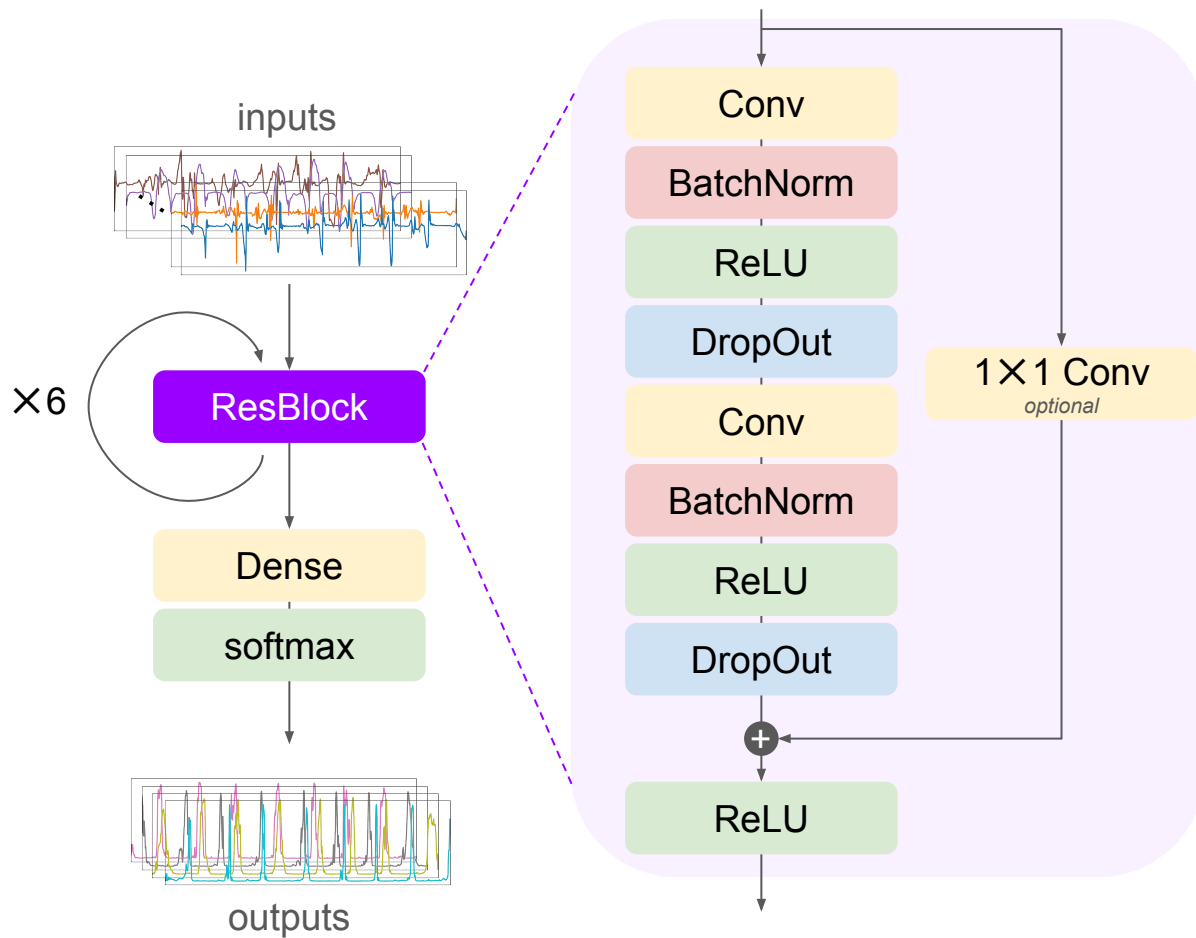 inputs
×6
ResBlock
Dense
softmax
outputs
Conv
BatchNorm
ReLU
DropOut
Conv
BatchNorm
ReLU
DropOut
+
ReLU
1×1 Conv
optional